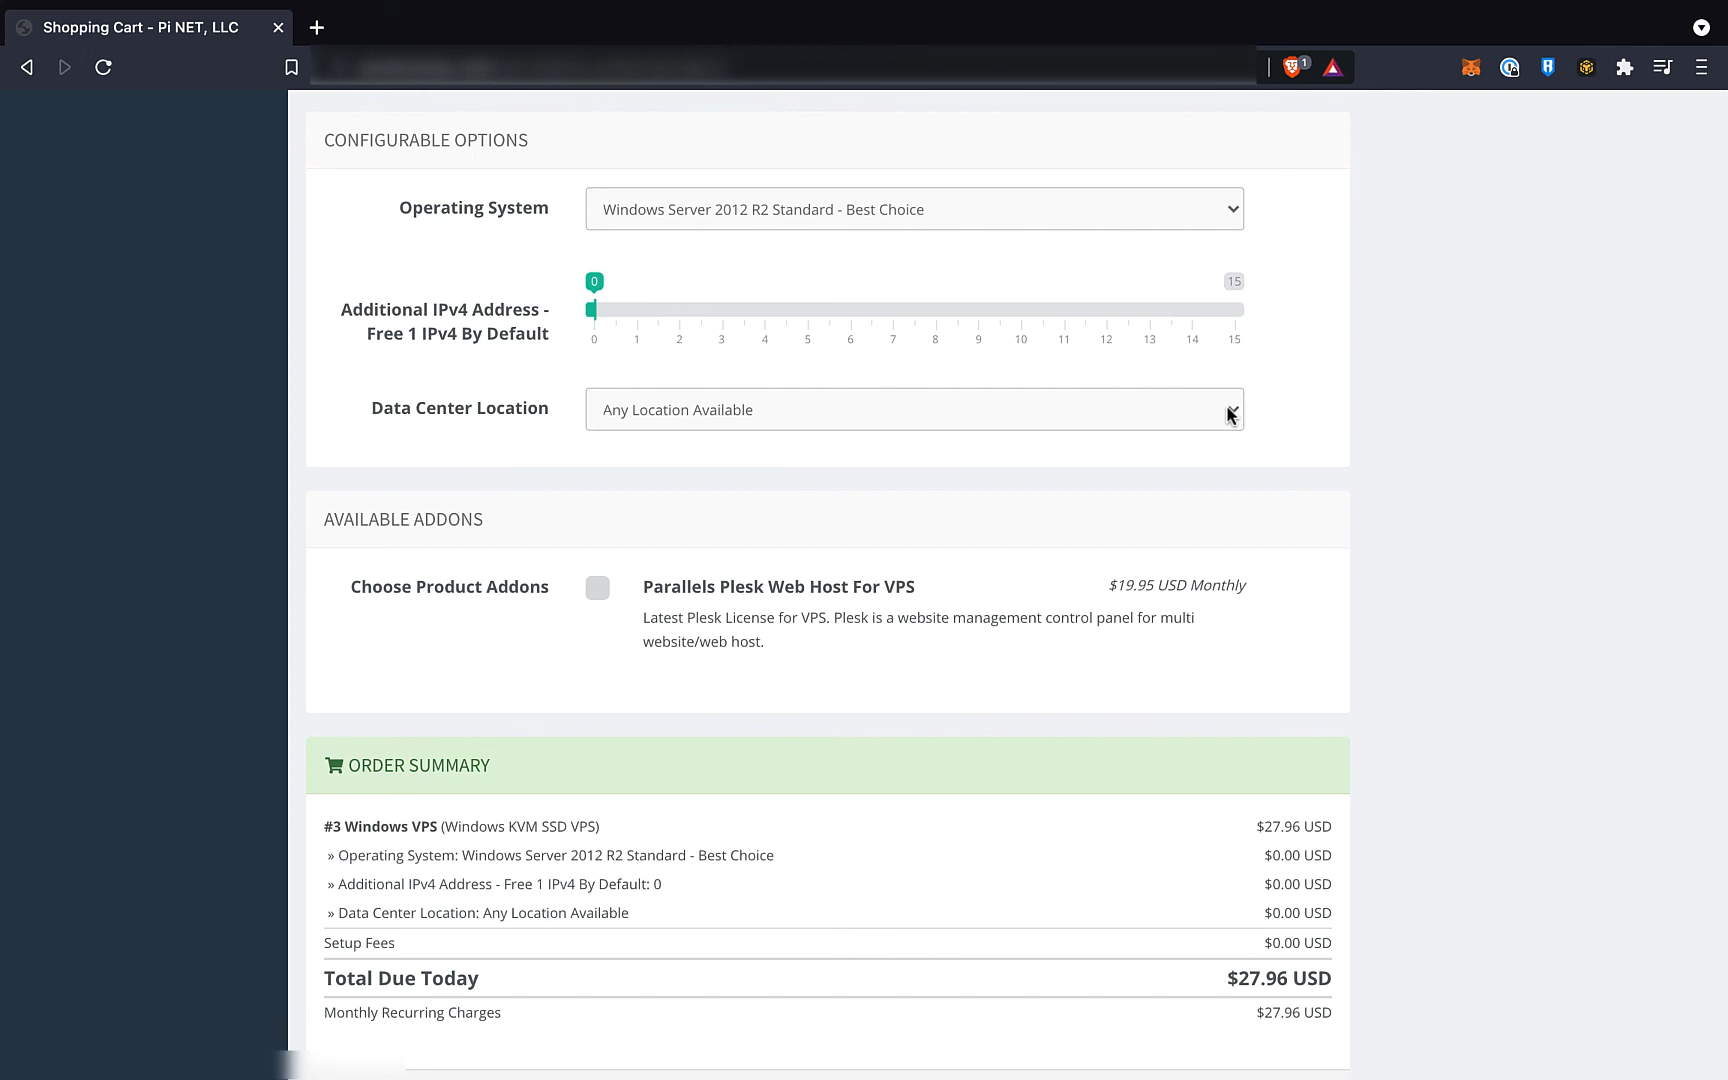 Shopping Cart - Pi NET, LLC
1
CONFIGURABLE OPTIONS
Operating System
Windows Server 2012 R2 Standard - Best Choice
0
15
Additional IPv4 Address -
Free 1 IPv4 By Default
0 1 2 3 4 5 6 7 8 9 10 11 12 13 14 15
Data Center Location
Any Location Available
AVAILABLE ADDONS
Choose Product Addons
Parallels Plesk Web Host For VPS
$19.95 USD Monthly
Latest Plesk License for VPS. Plesk is a website management control panel for multi
website/web host.
ORDER SUMMARY
#3 Windows VPS (Windows KVM SSD VPS) $27.96 USD
» Operating System: Windows Server 2012 R2 Standard - Best Choice $0.00 USD
» Additional IPv4 Address - Free 1 IPv4 By Default: 0 $0.00 USD
» Data Center Location: Any Location Available $0.00 USD
Setup Fees $0.00 USD
Total Due Today $27.96 USD
Monthly Recurring Charges $27.96 USD